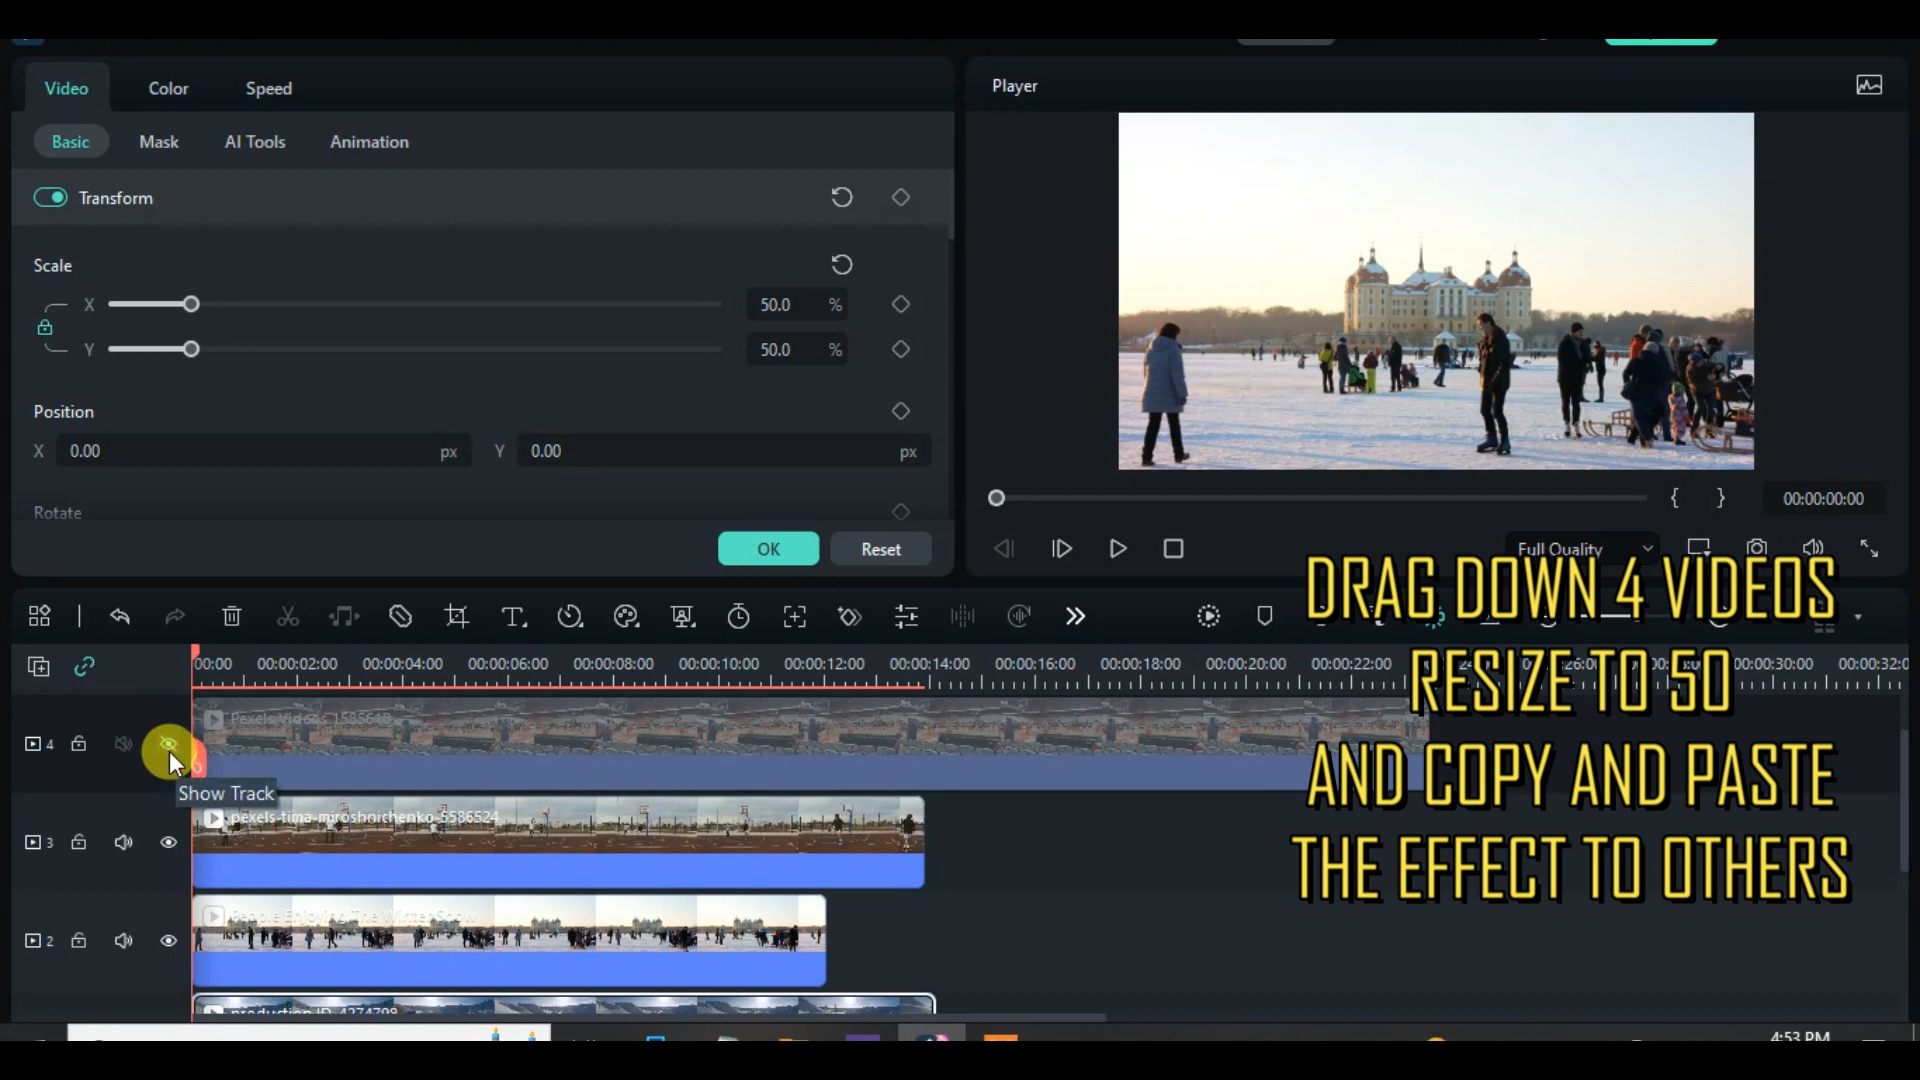 Video Color Speed
Player
Basic Mask AI Tools Animation
Transform
Scale
X 50.0 %
Y 50.0 %
Position
X 0.00 px Y 0.00 px
Rotate
OK Reset
{ } 00:00:00:00
Full Quality
DRAG DOWN 4 VIDEOS
RESIZE TO 50
AND COPY AND PASTE
THE EFFECT TO OTHERS
00:00 00:00:02:00 00:00:04:00 00:00:06:00 00:00:08:00 00:00:10:00 00:00:12:00 00:00:14:00 00:00:16:00 00:00:18:00 00:00:20:00 00:00:22:00 00:00:30:00 00:00:32:0
Pexels Videos 1585618
4
Show Track
pexels-tima-miroshnichenko-5586524
3
People Enjoying The Winter Snow
2
production ID_4274798
4:53 PM